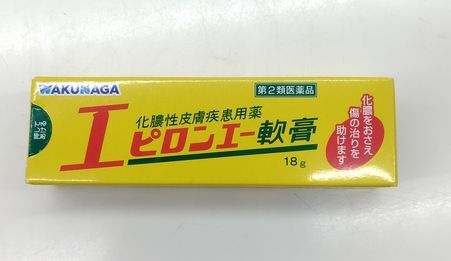 WAKUNAGA
第2類医薬品
化膿性皮膚疾患用薬
エピロンエー軟膏
18g
化膿をおさえ
傷の治りを
助けます